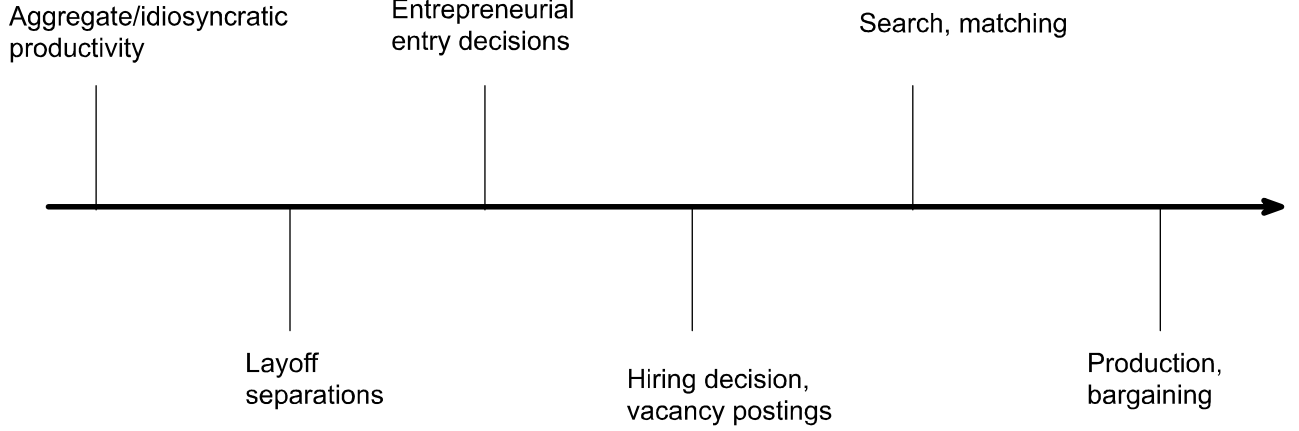 Aggregate/idiosyncratic
productivity
Entrepreneurial
entry decisions
Search, matching
Layoff
separations
Hiring decision,
vacancy postings
Production,
bargaining